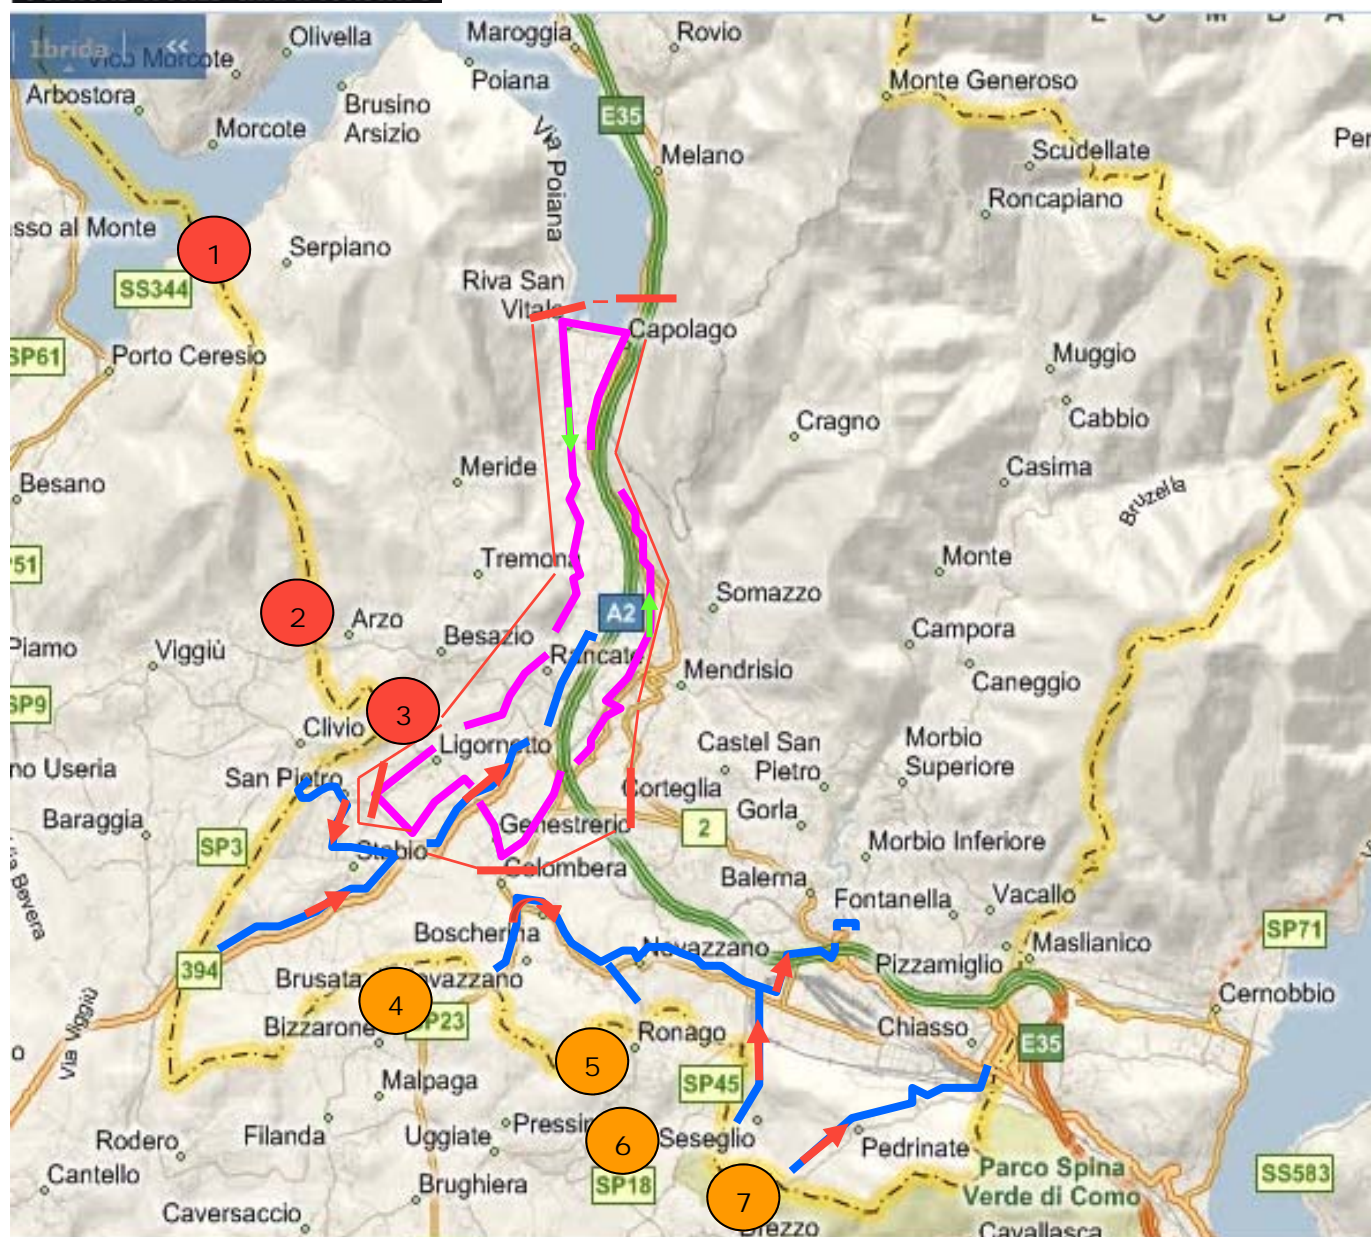 L O M B A
Ibrida
<<
Olivella
Maroggia
Rovio
Vico Morcote
Poiana
Monte Generoso
Arbostora
Brusino
Arsizio
E35
Morcote
Via Poiana
Melano
Scudellate
Per
Roncapiano
sso al Monte
1
Serpiano
SS344
Riva San
Vitale
Capolago
SP61
Porto Ceresio
Muggio
Cragno
Cabbio
Meride
Casima
Besano
Bruzella
Tremona
Monte
51
Somazzo
2
A2
Arzo
Besazio
Campora
Piamo
Viggiù
Rancate
Mendrisio
Caneggio
SP9
3
Clivio
Ligornetto
Castel San
Pietro
Morbio
Superiore
no Useria
San Pietro
Corteglia
Gorla
Baraggia
Genestrerio
2
SP3
Stabio
Morbio Inferiore
Via Bevera
Colombera
Balerna
Fontanella
Vacallo
Boscherina
Novazzano
Maslianico
SP71
394
Pizzamiglio
Brusata
Novazzano
Cernobbio
4
Via Viggiù
Bizzarone
SP23
Ronago
Chiasso
E35
o
5
Malpaga
SP45
Filanda
Uggiate
Pressin
6
Seseglio
Pedrinate
Rodero
Cantello
Brughiera
SP18
7
Parco Spina
Verde di Como
SS583
Caversaccio
Drezzo
Cavallasca